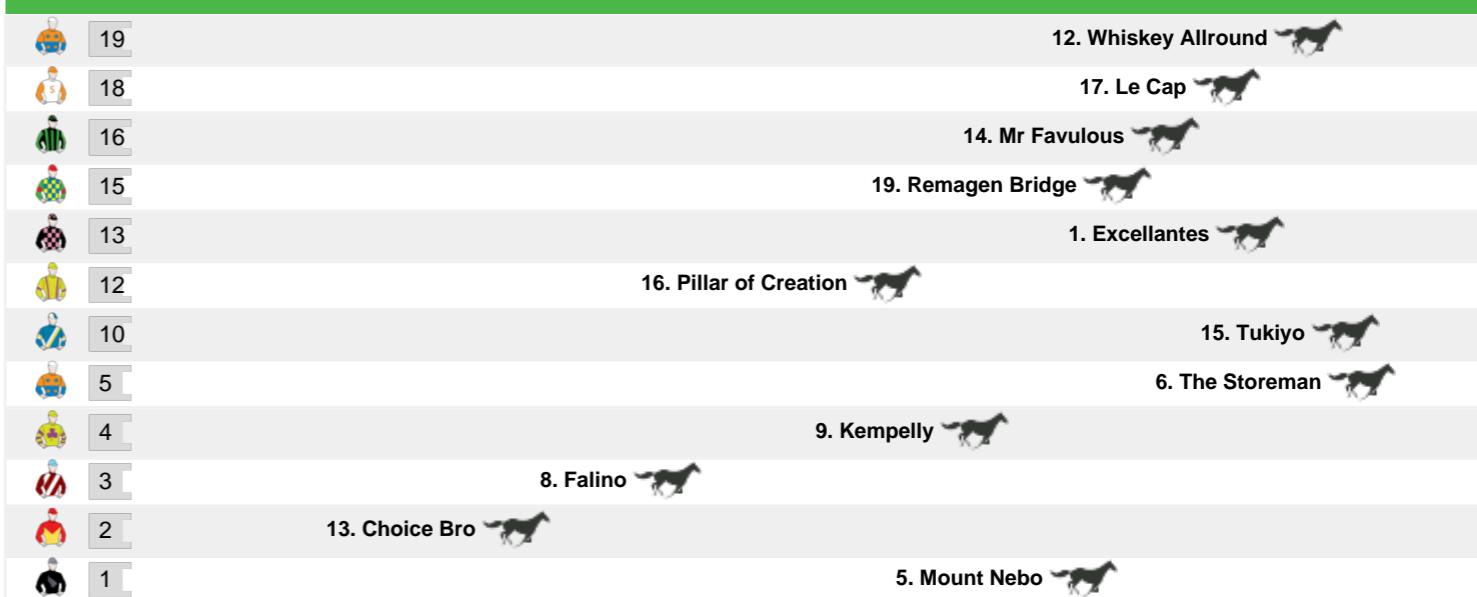 19 12. Whiskey Allround
18 17. Le Cap
16 14. Mr Favulous
15 19. Remagen Bridge
13 1. Excellantes
12 16. Pillar of Creation
10 15. Tukiyo
5 6. The Storeman
4 9. Kempelly
3 8. Falino
2 13. Choice Bro
1 5. Mount Nebo